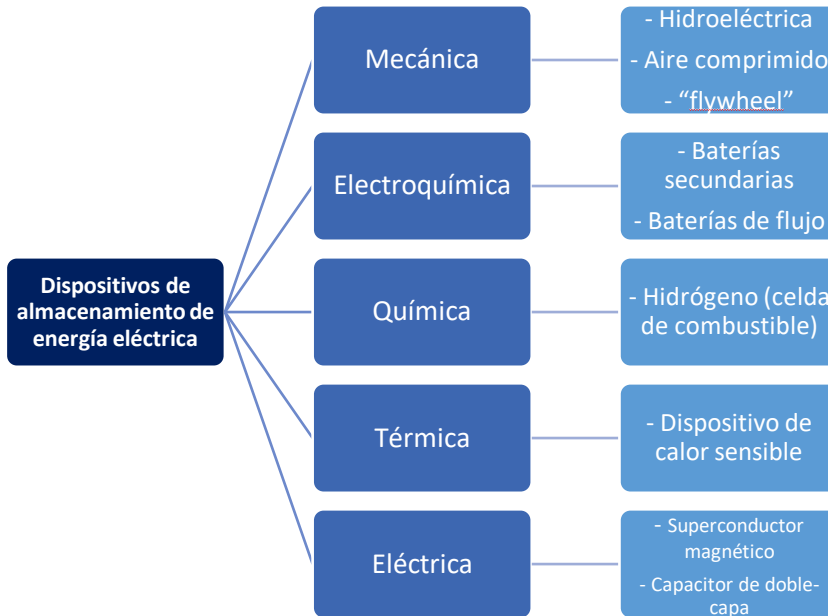 Dispositivos de
almacenamiento de
energía eléctrica
Mecánica
- Hidroeléctrica
- Aire comprimido
- “flywheel”
Electroquímica
- Baterías
secundarias
- Baterías de flujo
Química
- Hidrógeno (celda
de combustible)
Térmica
- Dispositivo de
calor sensible
Eléctrica
- Superconductor
magnético
- Capacitor de doble-
capa